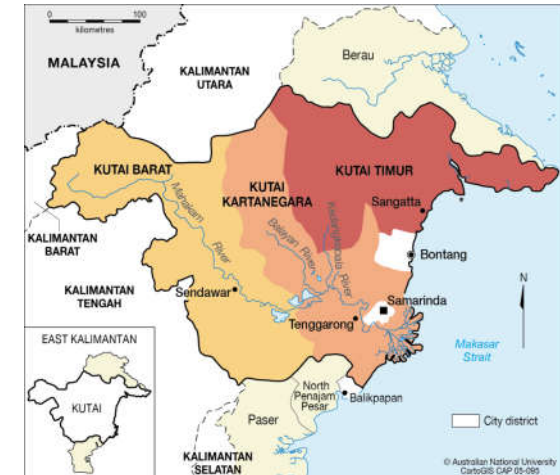 0 100
kilometres
MALAYSIA
KALIMANTAN
UTARA
Berau
KUTAI BARAT
KUTAI
KARTANEGARA
KUTAI TIMUR
Sangatta
Mahakam
River
Belayan River
River
KALIMANTAN
BARAT
Bontang
KALIMANTAN
TENGAH
Sendawar
Samarinda
N
Tenggarong
EAST KALIMANTAN
KUTAI
Makasar
Strait
North
Penajam
Pesar
Paser
Balikpapan
City district
KALIMANTAN
SELATAN
© Australian National University
CartoGIS CAP 05-095